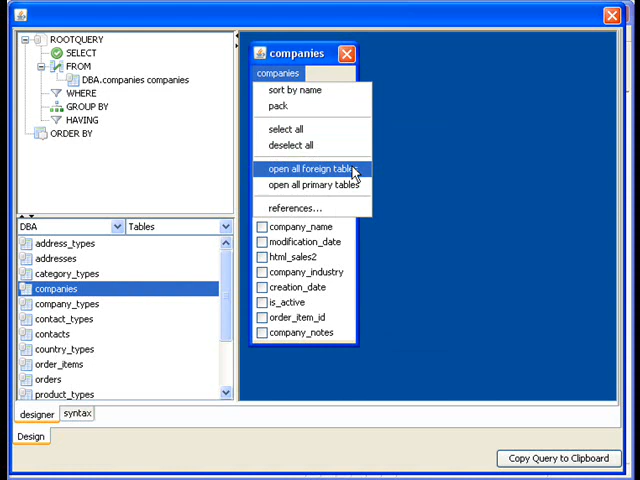 ROOTQUERY
SELECT
FROM
DBA.companies companies
WHERE
GROUP BY
HAVING
ORDER BY
DBA
Tables
address_types
addresses
category_types
companies
company_types
contact_types
contacts
country_types
order_items
orders
product_types
designer
syntax
Design
companies
companies
sort by name
pack
select all
deselect all
open all foreign tables
open all primary tables
references...
company_name
modification_date
html_sales2
company_industry
creation_date
is_active
order_item_id
company_notes
Copy Query to Clipboard